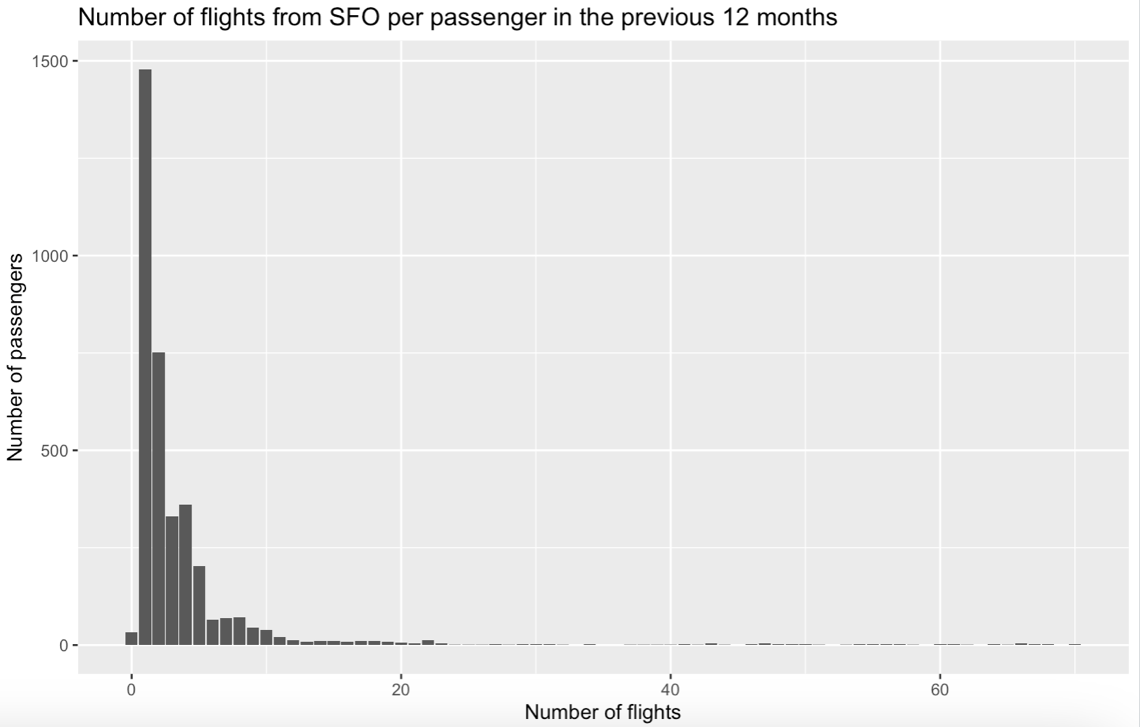 Number of flights from SFO per passenger in the previous 12 months
1500
1000
500
0
Number of passengers
0 20 40 60
Number of flights